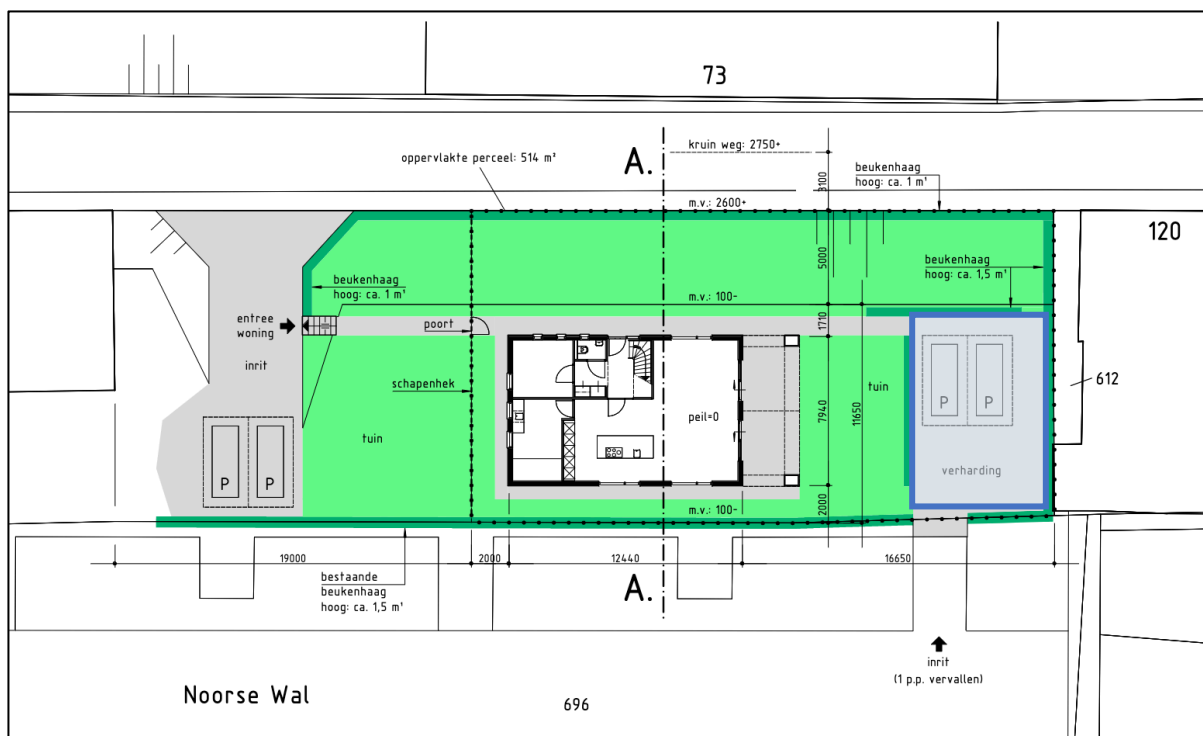 73
kruin weg: 2750+
A.
oppervlakte perceel: 514 m²
beukenhaag
hoog: ca. 1 m¹
3100
m.v.: 2600+
120
5000
beukenhaag
hoog: ca. 1,5 m¹
beukenhaag
hoog: ca. 1 m¹
m.v.: 100-
entree
woning
poort
1710
inrit
612
schapenhek
tuin
peil=0
7940
11650
P
P
tuin
verharding
P
P
m.v.: 100-
2000
19000
2000
12440
16650
bestaande
beukenhaag
hoog: ca. 1,5 m¹
A.
inrit
(1 p.p. vervallen)
Noorse Wal
696